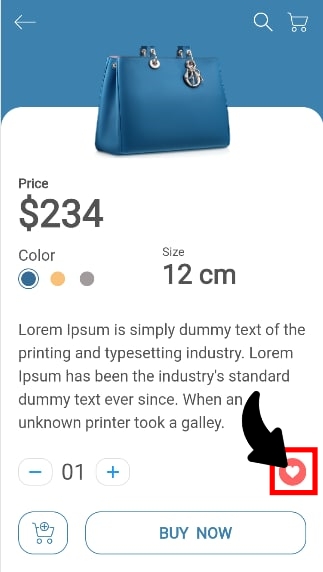 Price
$234
Color
Size
12 cm
Lorem Ipsum is simply dummy text of the
printing and typesetting industry. Lorem
Ipsum has been the industry's standard
dummy text ever since. When an
unknown printer took a galley.
01
BUY NOW